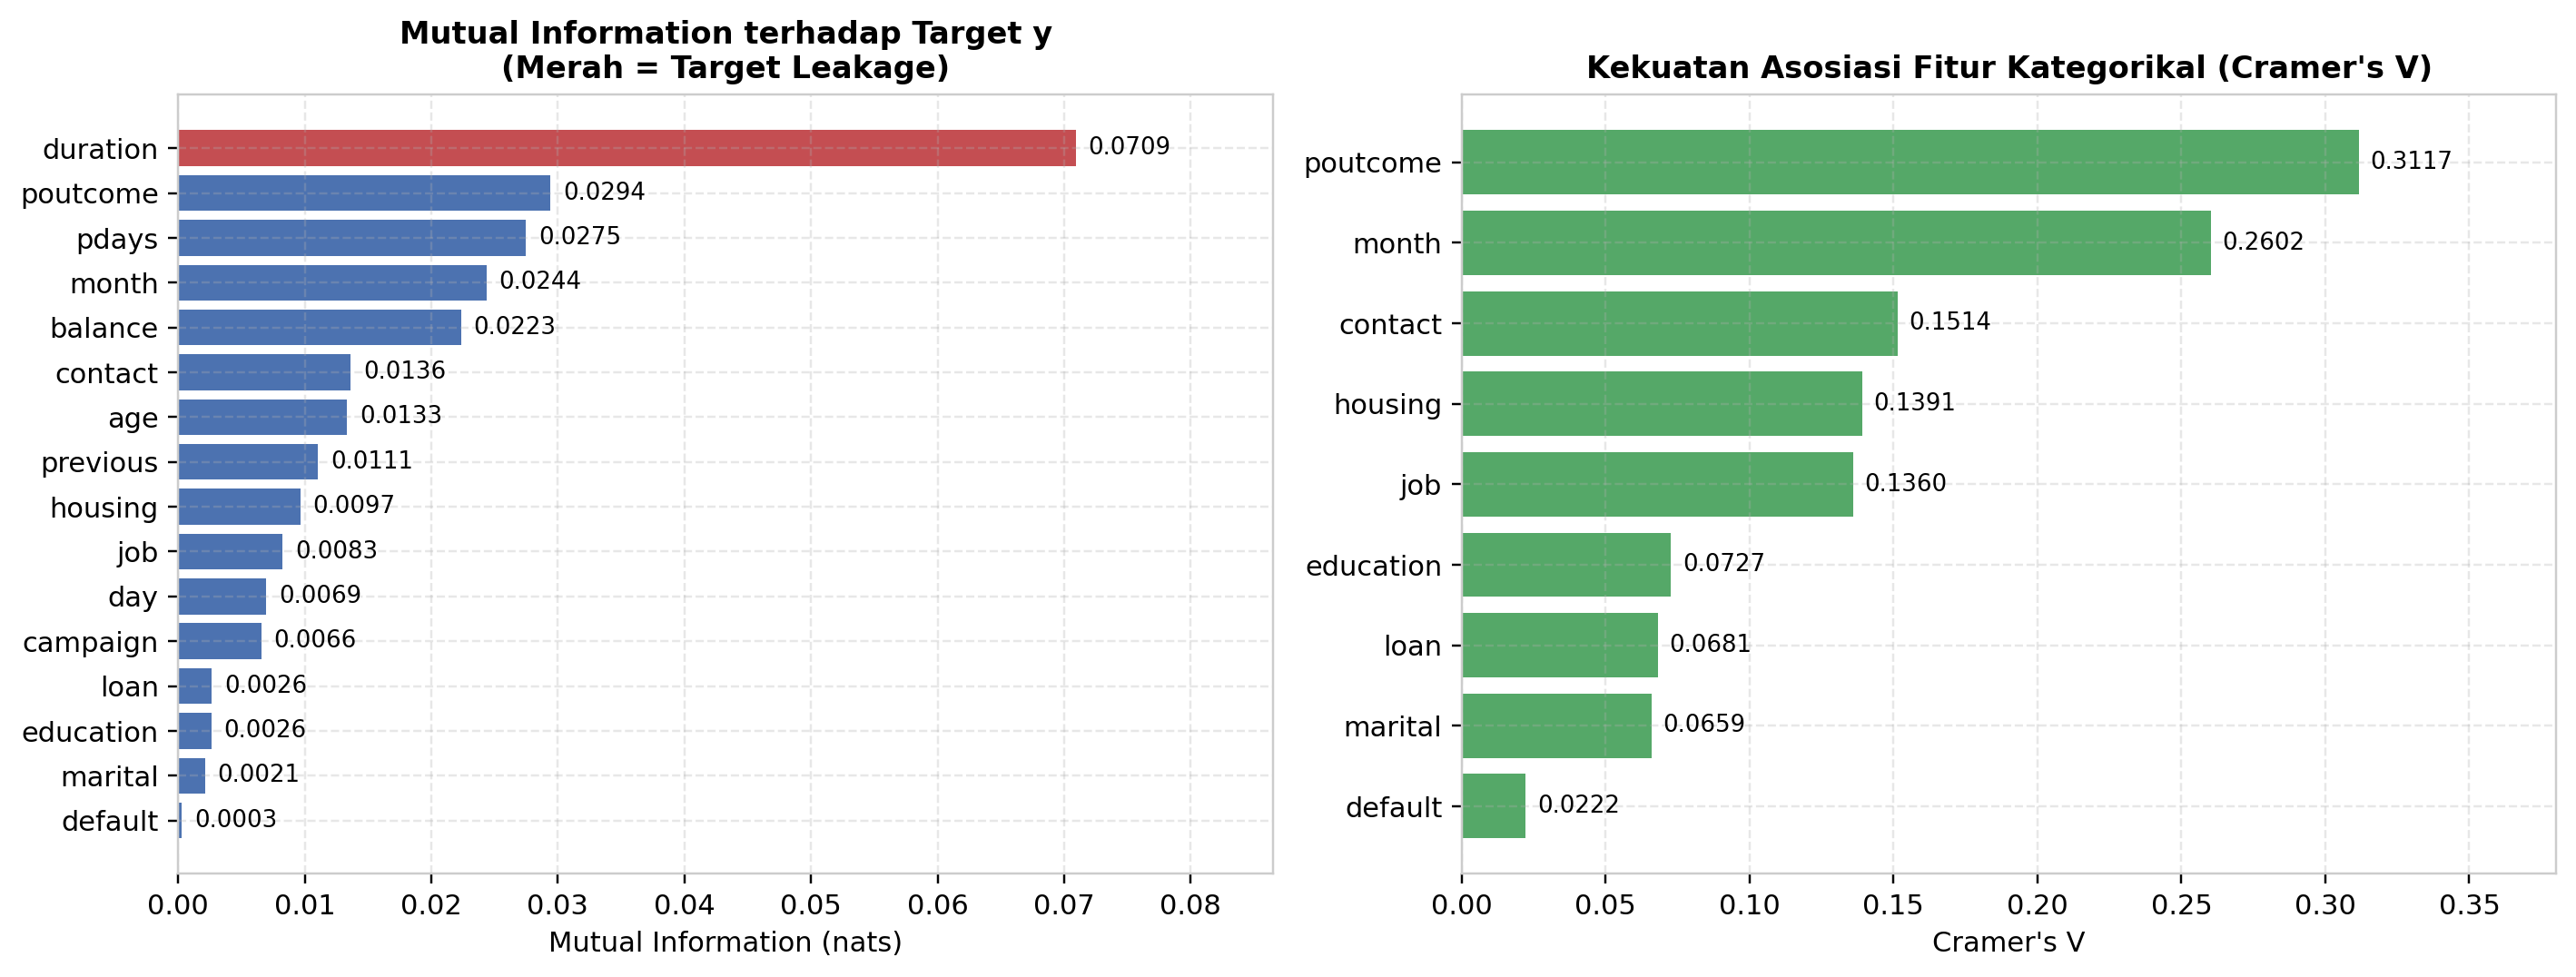 Mutual Information terhadap Target y
(Merah = Target Leakage)
duration 0.0709
poutcome 0.0294
pdays 0.0275
month 0.0244
balance 0.0223
contact 0.0136
age 0.0133
previous 0.0111
housing 0.0097
job 0.0083
day 0.0069
campaign 0.0066
loan 0.0026
education 0.0026
marital 0.0021
default 0.0003
0.00 0.01 0.02 0.03 0.04 0.05 0.06 0.07 0.08
Mutual Information (nats)
Kekuatan Asosiasi Fitur Kategorikal (Cramer's V)
poutcome 0.3117
month 0.2602
contact 0.1514
housing 0.1391
job 0.1360
education 0.0727
loan 0.0681
marital 0.0659
default 0.0222
0.00 0.05 0.10 0.15 0.20 0.25 0.30 0.35
Cramer's V